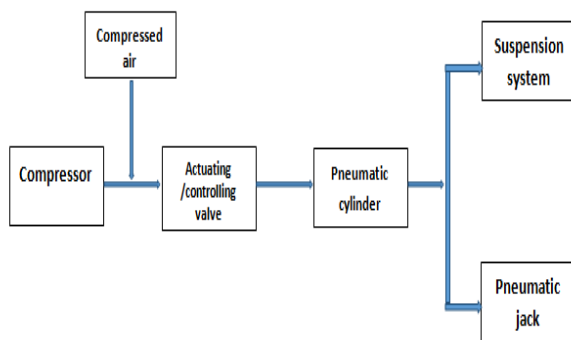 Compressed
air
Suspension
system
Compressor
Actuating
/controlling
valve
Pneumatic
cylinder
Pneumatic
jack